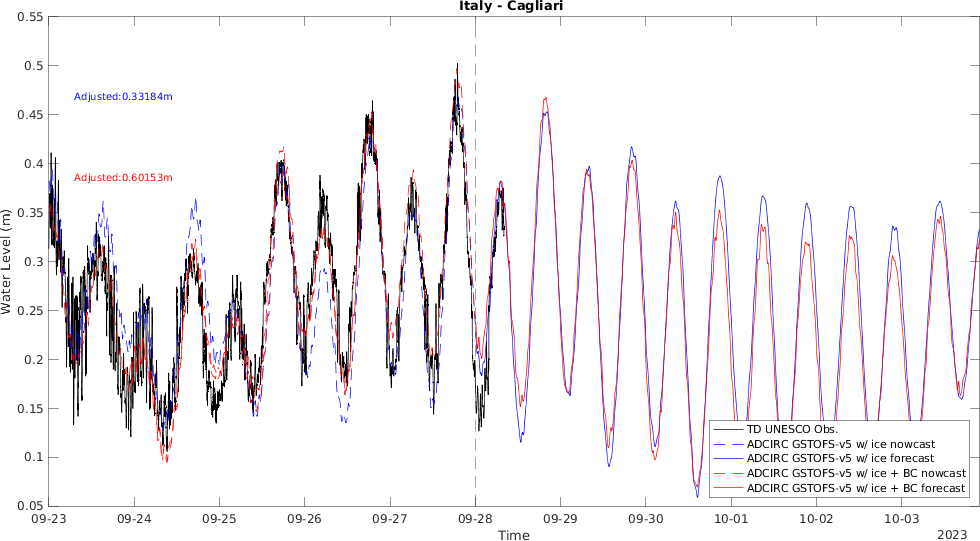 Italy - Cagliari
0.55
0.5
0.45
0.4
0.35
0.3
0.25
0.2
0.15
0.1
0.05
Water Level (m)
Adjusted:0.33184m
Adjusted:0.60153m
TD UNESCO Obs.
ADCIRC GSTOFS-v5 w/ ice nowcast
ADCIRC GSTOFS-v5 w/ ice forecast
ADCIRC GSTOFS-v5 w/ ice + BC nowcast
ADCIRC GSTOFS-v5 w/ ice + BC forecast
09-23 09-24 09-25 09-26 09-27 09-28 09-29 09-30 10-01 10-02 10-03
Time
2023